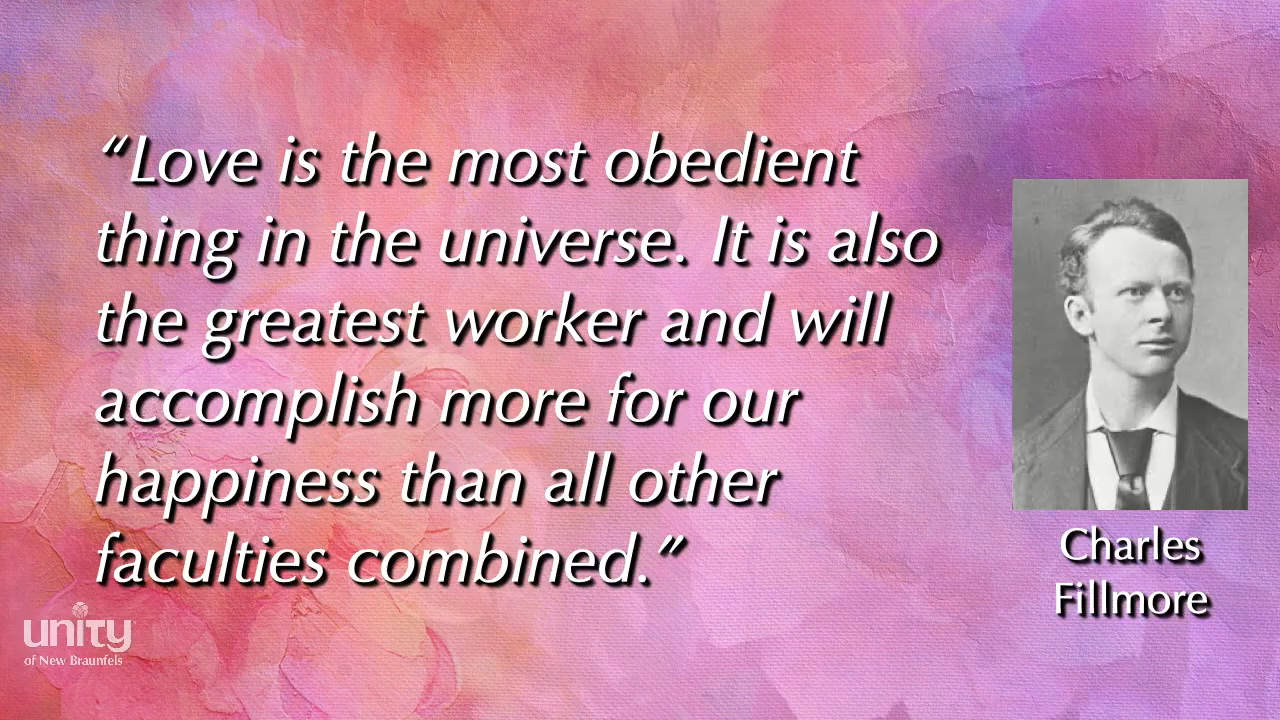 “Love is the most obedient
thing in the universe. It is also
the greatest worker and will
accomplish more for our
happiness than all other
faculties combined.”
Charles
Fillmore
unity
of New Braunfels